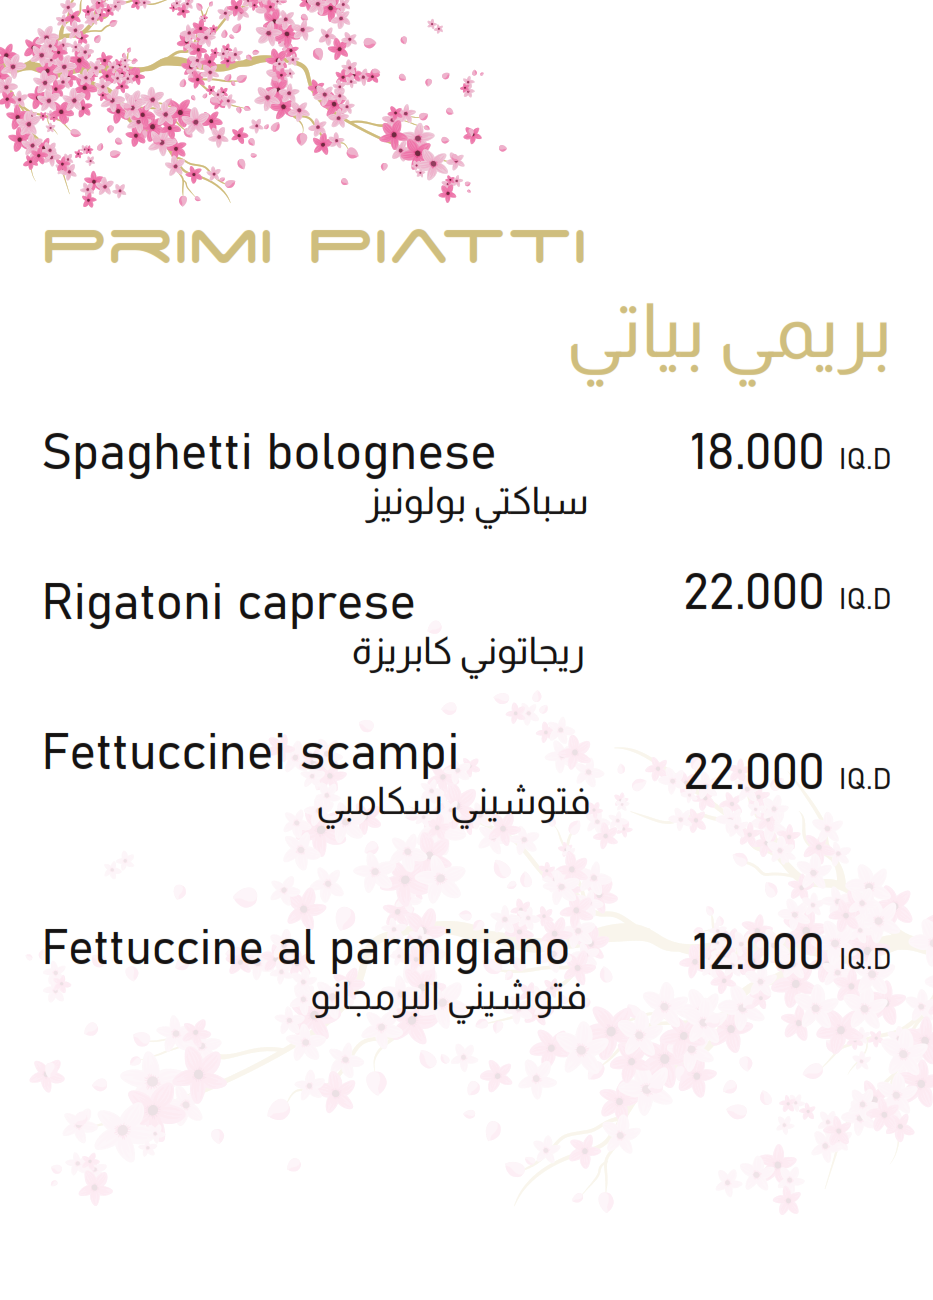 PRIMI PIATTI
بريمي بياتي
Spaghetti bolognese 18.000 IQ.D
سباكتي بولونيز
Rigatoni caprese 22.000 IQ.D
ريجاتوني كابريزة
Fettuccinei scampi 22.000 IQ.D
فتوشيني سكامبي
Fettuccine al parmigiano 12.000 IQ.D
فتوشيني البرمجانو